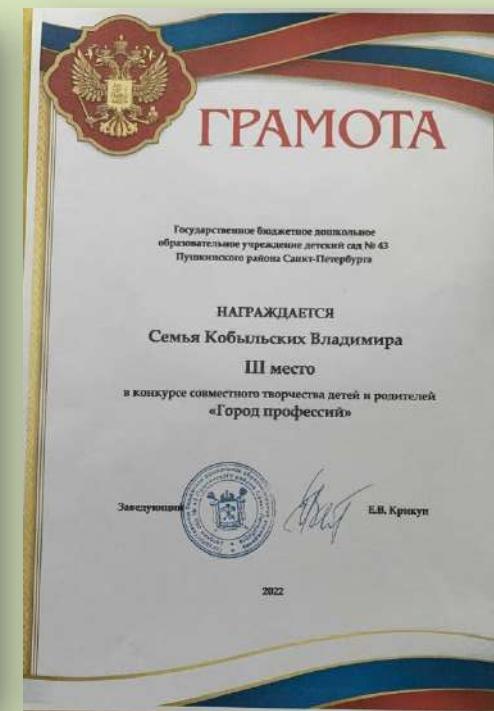 ГРАМОТА
Государственное бюджетное дошкольное
образовательное учреждение детский сад № 43
Пушкинского района Санкт-Петербурга
НАГРАЖДАЕТСЯ
Семья Кобыльских Владимира
III место
в конкурсе совместного творчества детей и родителей
«Город профессий»
Заведующий
Е.В. Крикун
2022